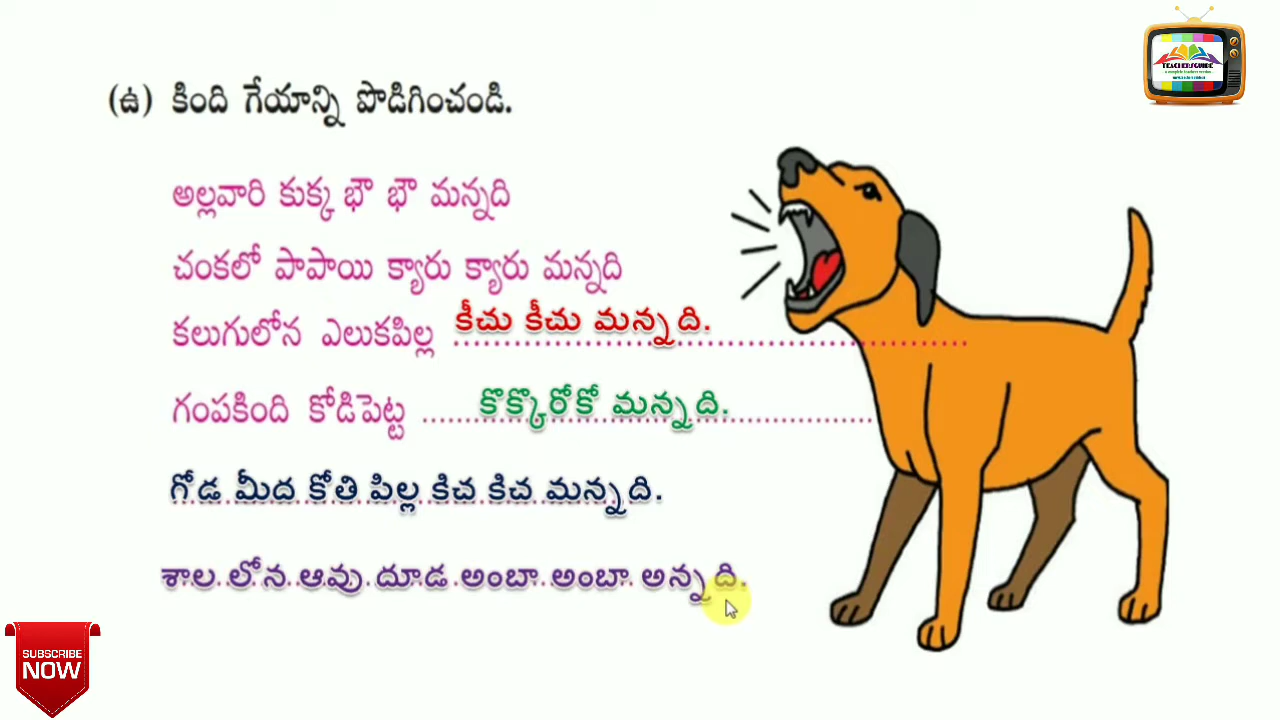 TEACHERSGUIDE
(ఉ) కింది గేయాన్ని పొడిగించండి.
అల్లవారి కుక్క భౌ భౌ మన్నది
చంకలో పాపాయి క్యారు క్యారు మన్నది
కలుగులోన ఎలుకపిల్ల కీచు కీచు మన్నది.
గంపకింది కోడిపెట్ట కొక్కొరోకో మన్నది.
గోడ మీద కోతి పిల్ల కిచ కిచ మన్నది.
శాల లోన ఆవు దూడ అంబా అంబా అన్నది.
SUBSCRIBE
NOW